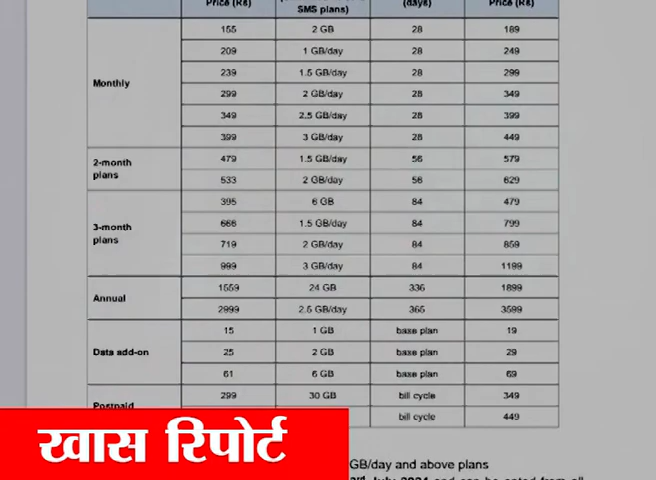 Price (Rs) (days) Price (Rs)
SMS plans)
Monthly
155 2 GB 28 189
209 1 GB/day 28 249
239 1.5 GB/day 28 299
299 2 GB/day 28 349
349 2.5 GB/day 28 399
399 3 GB/day 28 449
2-month plans
479 1.5 GB/day 56 579
533 2 GB/day 56 629
3-month plans
395 6 GB 84 479
666 1.5 GB/day 84 799
719 2 GB/day 84 859
999 3 GB/day 84 1199
Annual
1559 24 GB 336 1899
2999 2.5 GB/day 365 3599
Data add-on
15 1 GB base plan 19
25 2 GB base plan 29
61 6 GB base plan 69
Postpaid
299 30 GB bill cycle 349
bill cycle 449
खास रिपोर्ट
GB/day and above plans